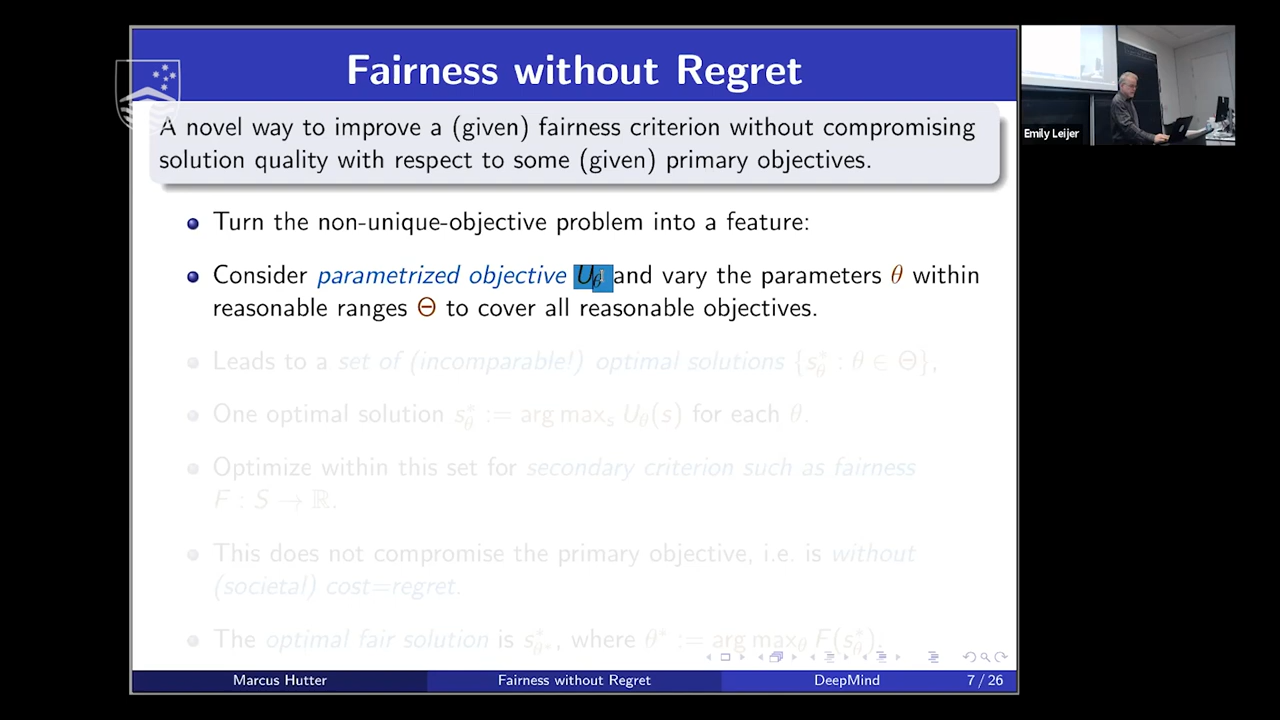 Fairness without Regret
A novel way to improve a (given) fairness criterion without compromising
solution quality with respect to some (given) primary objectives.
Turn the non-unique-objective problem into a feature:
Consider parametrized objective U_θ and vary the parameters θ within
reasonable ranges Θ to cover all reasonable objectives.
Leads to a set of (incomparable!) optimal solutions {s*_θ : θ ∈ Θ},
One optimal solution s*_θ := arg max_s U_θ(s) for each θ.
Optimize within this set for secondary criterion such as fairness
F : S → ℝ.
This does not compromise the primary objective, i.e. is without
(societal) cost=regret.
The optimal fair solution is s*_θ*, where θ* := arg max_θ F(s*_θ).
Marcus Hutter Fairness without Regret DeepMind 7 / 26
Emily Leijer